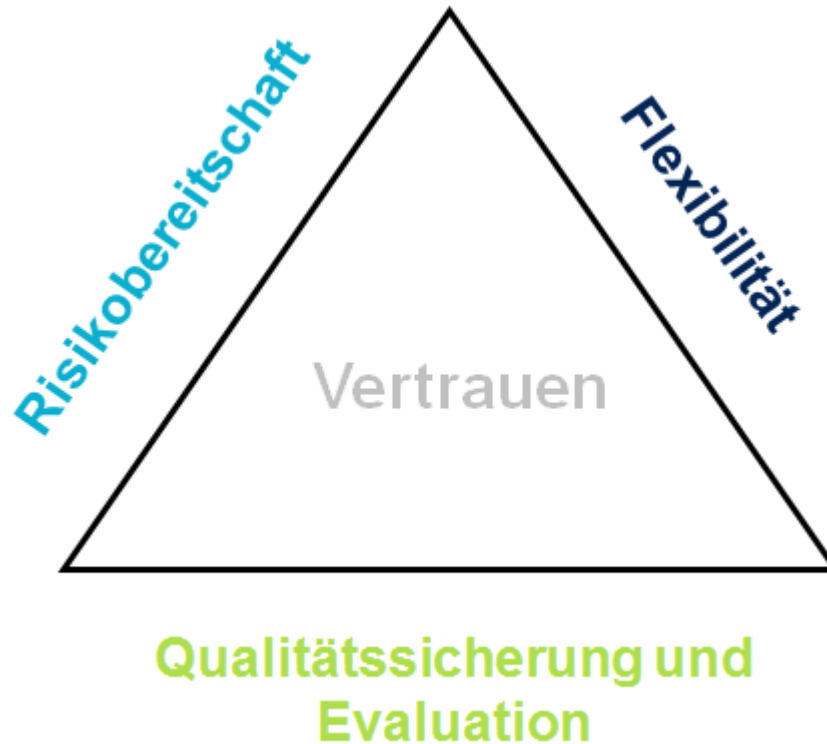 Risikobereitschaft
Flexibilität
Vertrauen
Qualitätssicherung und
Evaluation